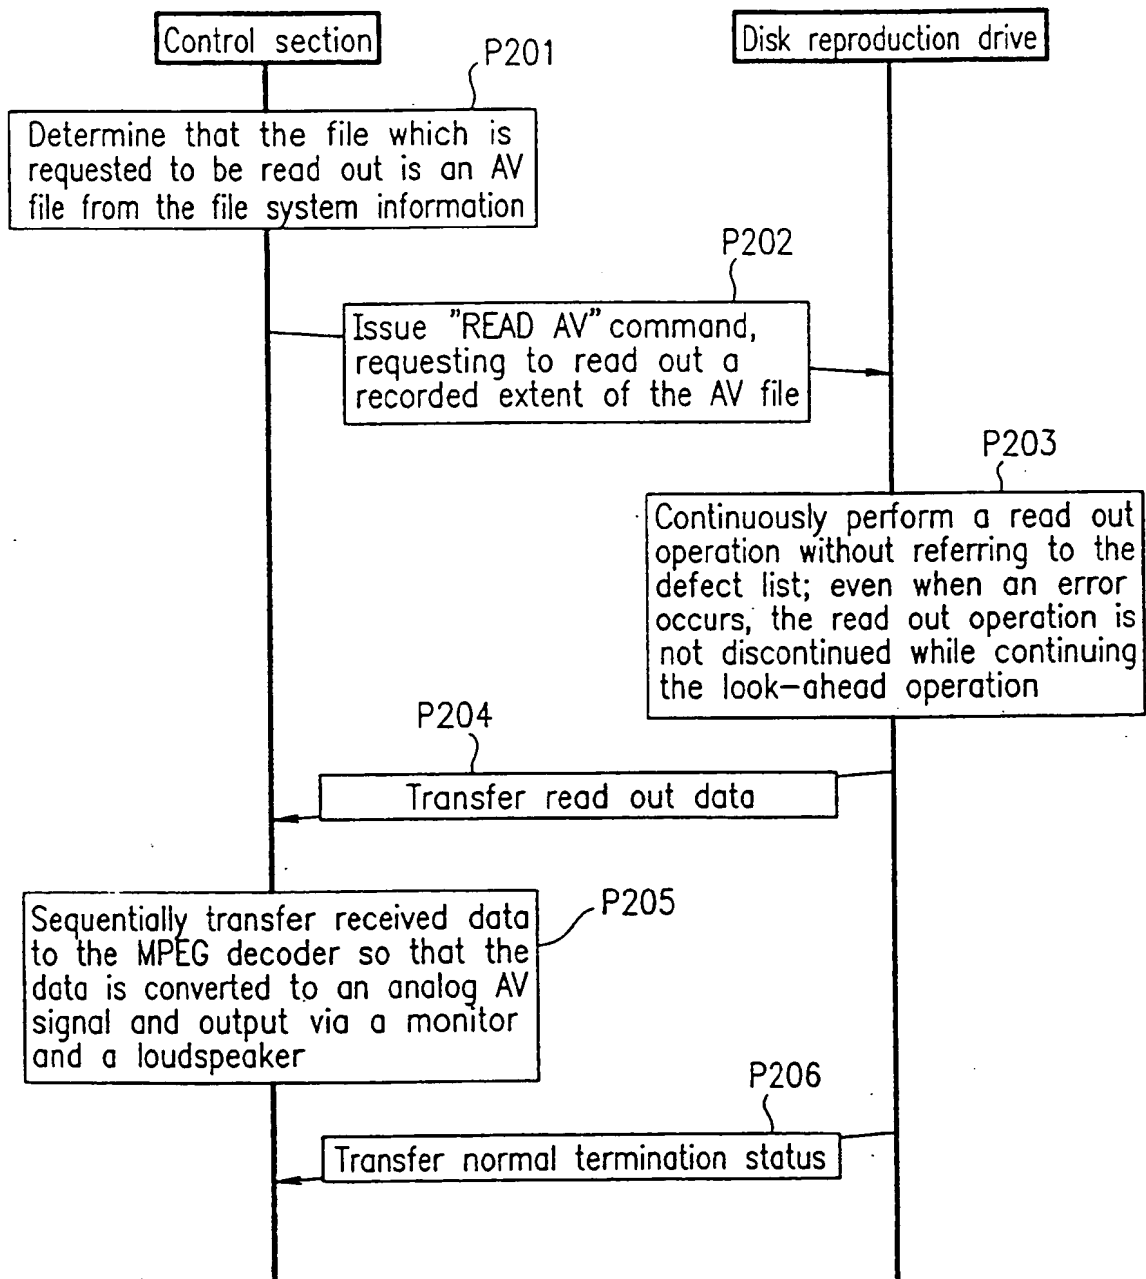 Control section
Disk reproduction drive
P201
Determine that the file which is
requested to be read out is an AV
file from the file system information
P202
Issue "READ AV" command,
requesting to read out a
recorded extent of the AV file
P203
Continuously perform a read out
operation without referring to the
defect list; even when an error
occurs, the read out operation is
not discontinued while continuing
the look-ahead operation
P204
Transfer read out data
P205
Sequentially transfer received data
to the MPEG decoder so that the
data is converted to an analog AV
signal and output via a monitor
and a loudspeaker
P206
Transfer normal termination status